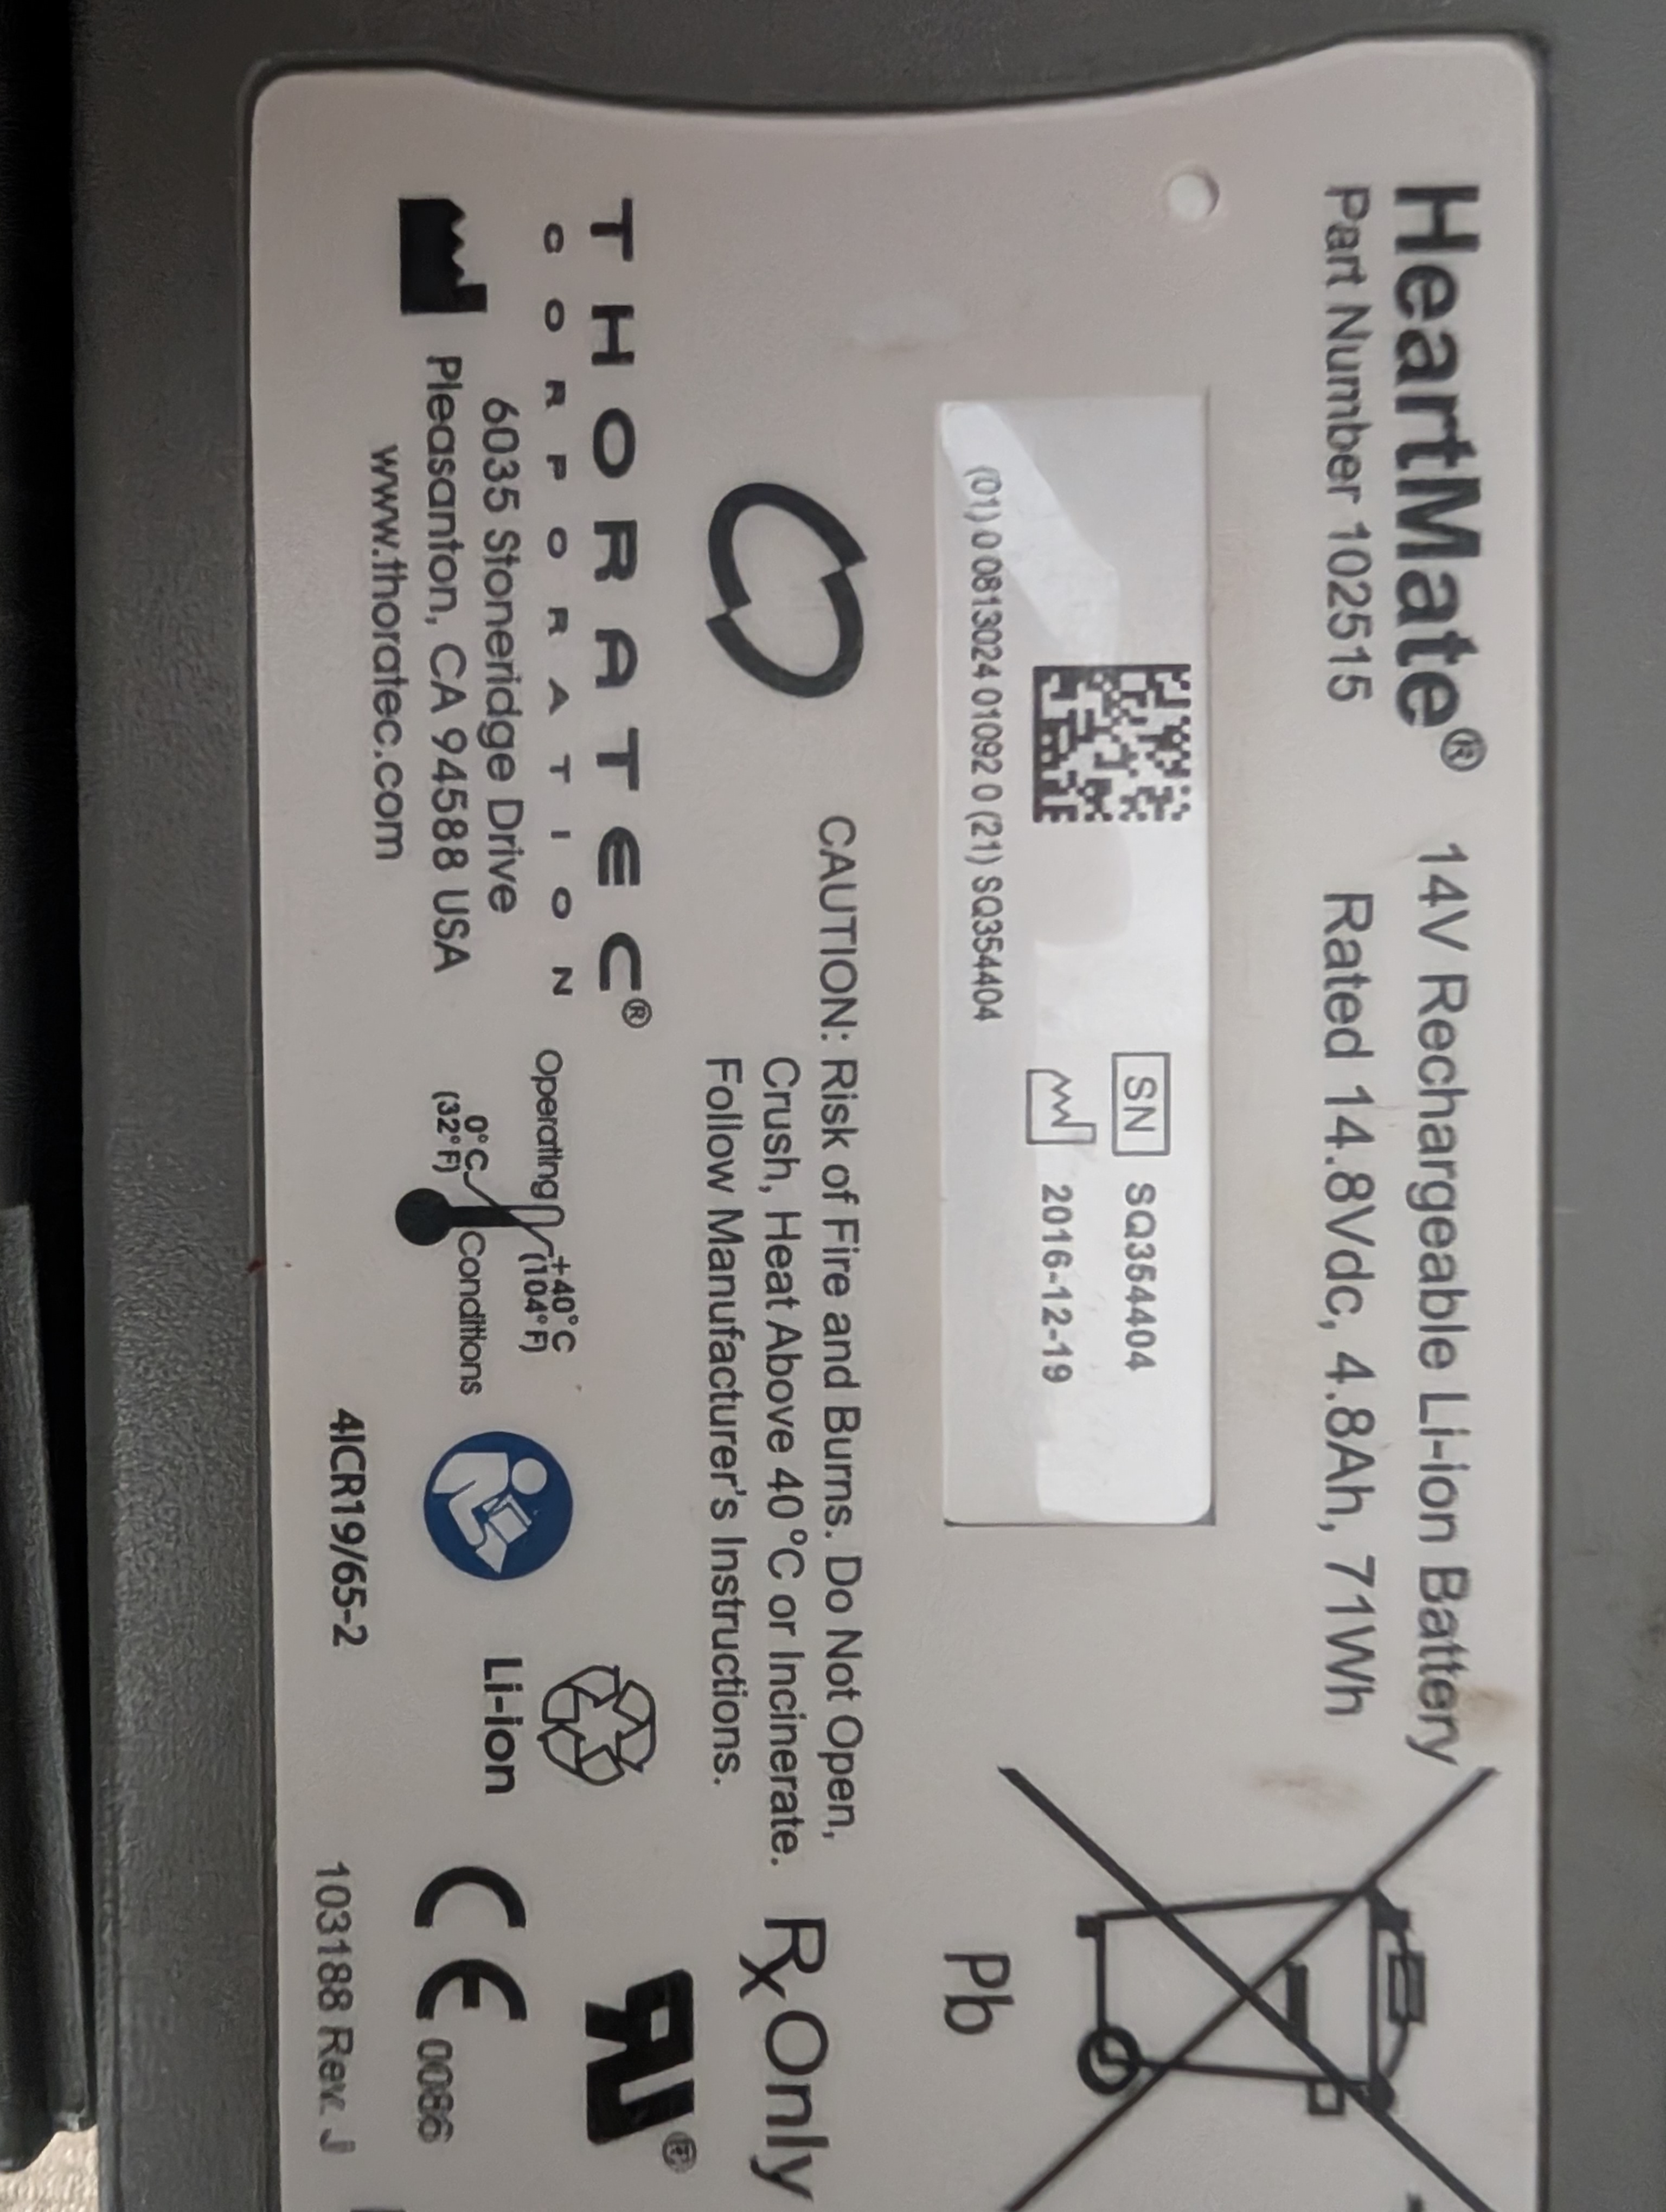 HeartMate® 14V Rechargeable Li-ion Battery
Part Number 102515 Rated 14.8Vdc, 4.8Ah, 71Wh
SN SQ354404
2016-12-19
(01) 0 0813024 01092 0 (21) SQ354404
Pb
CAUTION: Risk of Fire and Burns. Do Not Open,
Crush, Heat Above 40°C or Incinerate.
Follow Manufacturer's Instructions.
Rx Only
THORATEC®
CORPORATION
6035 Stoneridge Drive
Pleasanton, CA 94588 USA
www.thoratec.com
Operating
+40°C
(104°F)
0°C
(32°F)
Conditions
Li-ion
CE 0086
4ICR19/65-2
103188 Rev. J